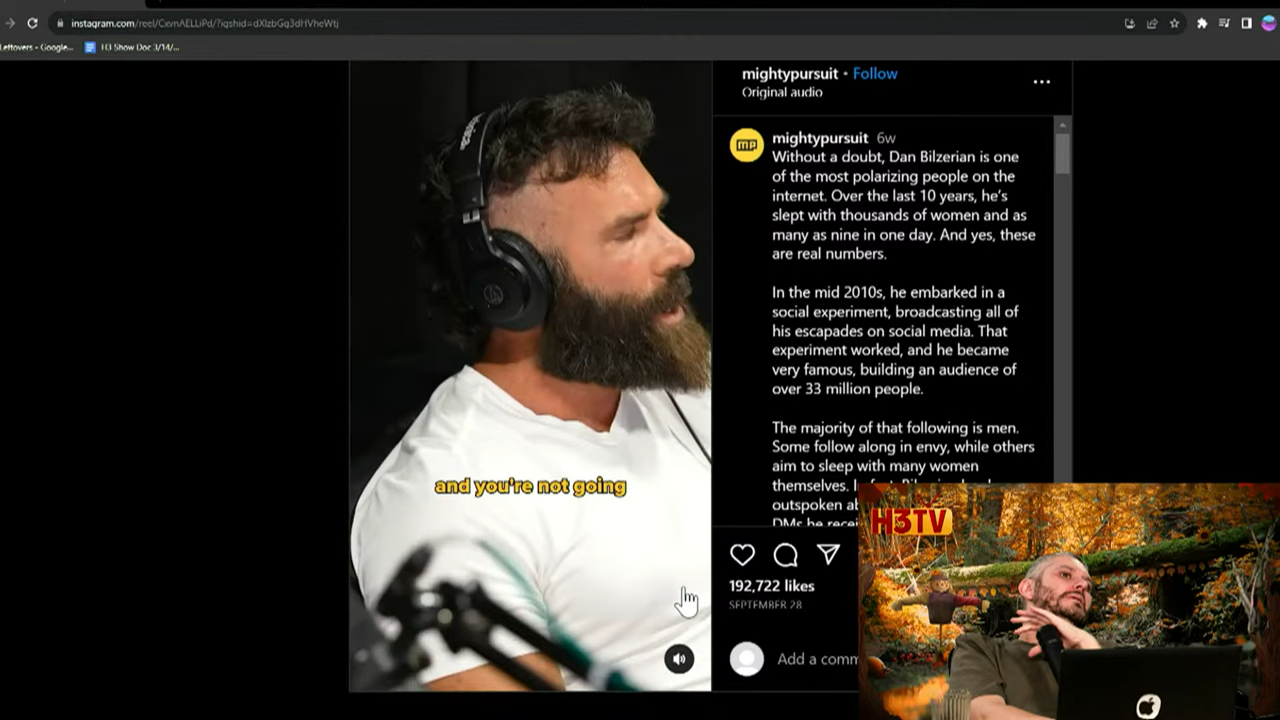 instagram.com/reel/CxvnAELLiPd/?igshid=dXlzbGq3dHVheWtj
Leftovers - Google...
H3 Show Doc 3/14/...
mightypursuit • Follow
Original audio
mightypursuit 6w
Without a doubt, Dan Bilzerian is one
of the most polarizing people on the
internet. Over the last 10 years, he's
slept with thousands of women and as
many as nine in one day. And yes, these
are real numbers.
In the mid 2010s, he embarked in a
social experiment, broadcasting all of
his escapades on social media. That
experiment worked, and he became
very famous, building an audience of
over 33 million people.
The majority of that following is men.
Some follow along in envy, while others
aim to sleep with many women
themselves.
outspoken
DMs he
and you're not going
MP
H3TV
192,722 likes
SEPTEMBER 28
Add a comm